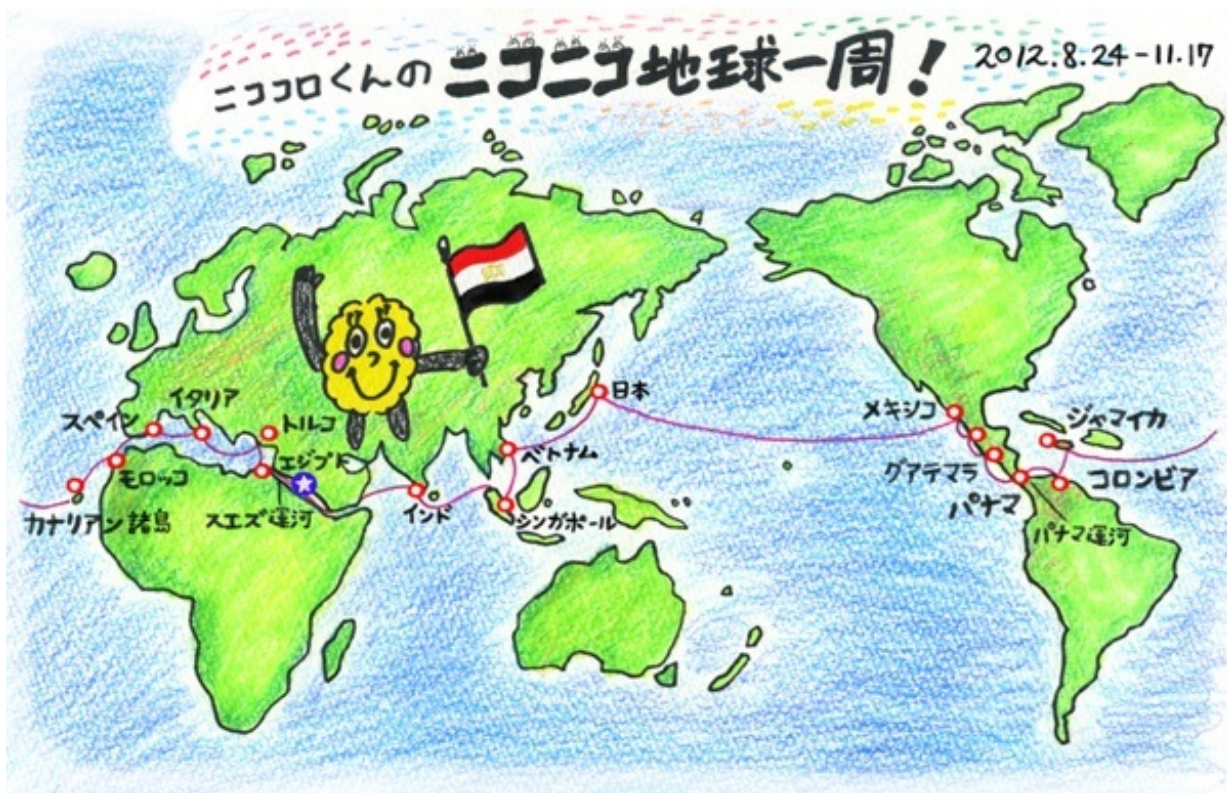 ニココロくんの ニコニコ地球一周! 2012.8.24-11.17
イタリア
スペイン
トルコ
日本
メキシコ
ジャマイカ
モロッコ
エジプト
ベトナム
グアテマラ
コロンビア
カナリアン諸島
スエズ運河
インド
シンガポール
パナマ
パナマ運河